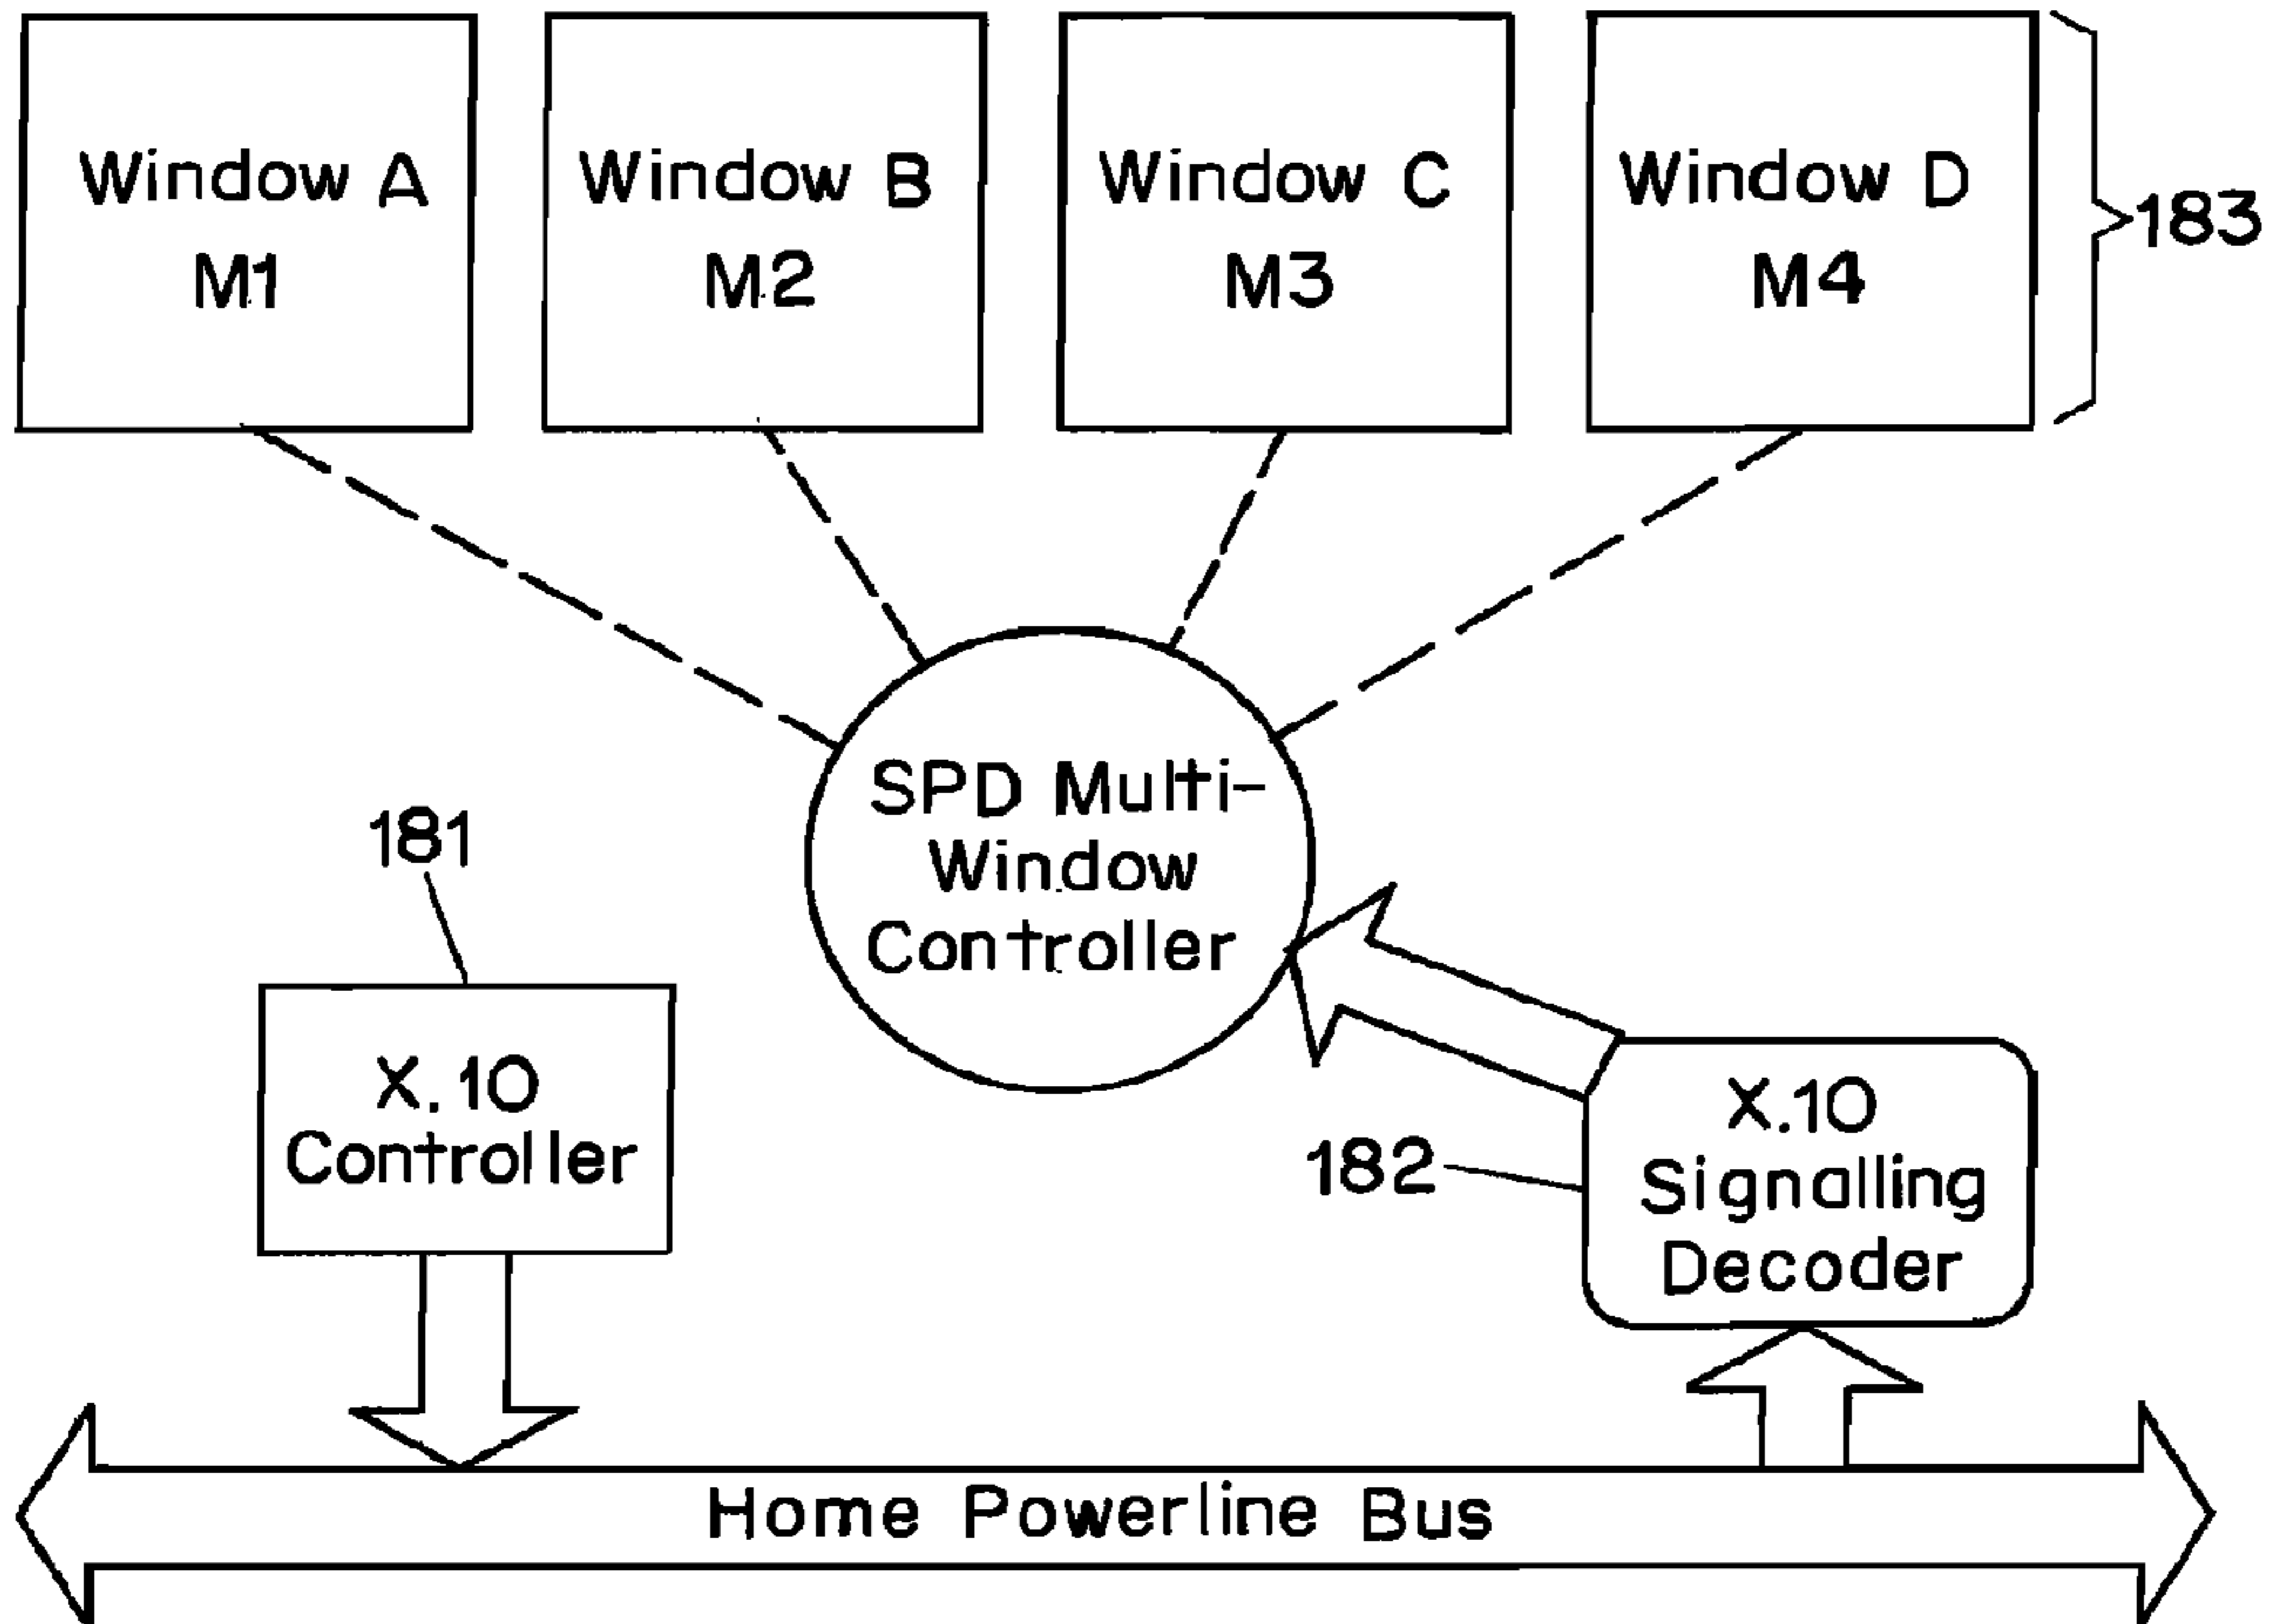 Window A
M1
Window B
M2
Window C
M3
Window D
M4
183
SPD Multi-
Window
Controller
181
X.10
Controller
182
X.10
Signalling
Decoder
Home Powerline Bus